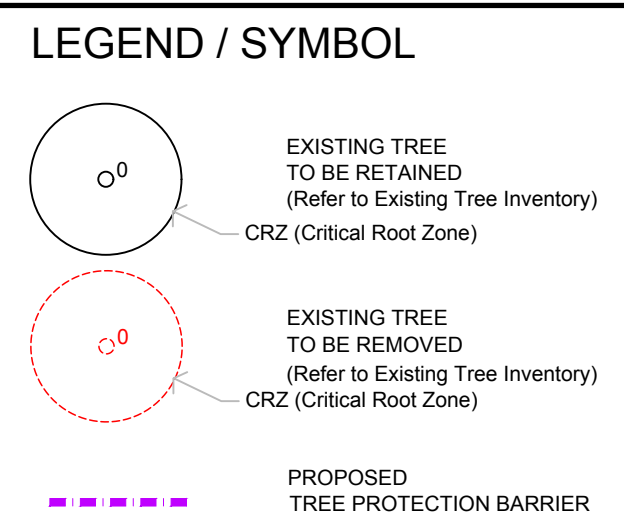 LEGEND / SYMBOL
0
EXISTING TREE
TO BE RETAINED
(Refer to Existing Tree Inventory)
CRZ (Critical Root Zone)
0
EXISTING TREE
TO BE REMOVED
(Refer to Existing Tree Inventory)
CRZ (Critical Root Zone)
PROPOSED
TREE PROTECTION BARRIER